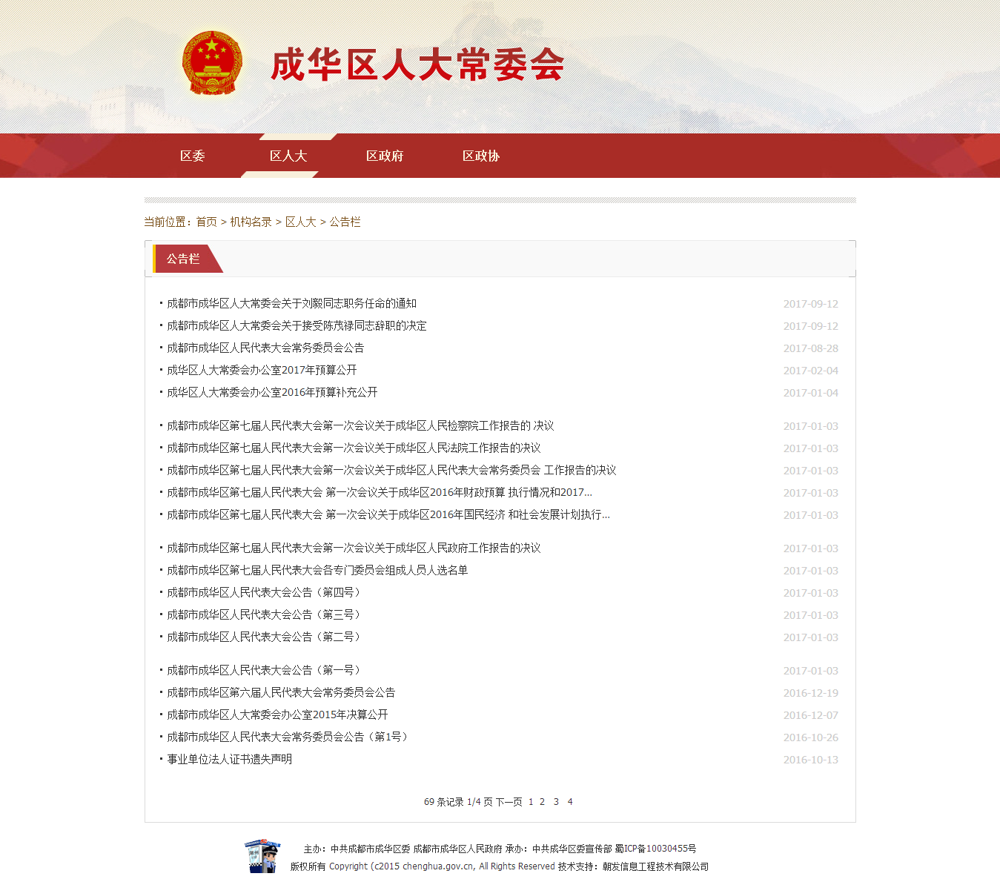 成华区人大常委会
区委 区人大 区政府 区政协
当前位置：首页 > 机构名录 > 区人大 > 公告栏
公告栏
成都市成华区人大常委会关于刘毅同志职务任命的通知 2017-09-12
成都市成华区人大常委会关于接受陈茂禄同志辞职的决定 2017-09-12
成都市成华区人民代表大会常务委员会公告 2017-08-28
成华区人大常委会办公室2017年预算公开 2017-02-04
成华区人大常委会办公室2016年预算补充公开 2017-01-04
成都市成华区第七届人民代表大会第一次会议关于成华区人民检察院工作报告的 决议 2017-01-03
成都市成华区第七届人民代表大会第一次会议关于成华区人民法院工作报告的决议 2017-01-03
成都市成华区第七届人民代表大会第一次会议关于成华区人民代表大会常务委员会 工作报告的决议 2017-01-03
成都市成华区第七届人民代表大会 第一次会议关于成华区2016年财政预算 执行情况和2017... 2017-01-03
成都市成华区第七届人民代表大会 第一次会议关于成华区2016年国民经济 和社会发展计划执行... 2017-01-03
成都市成华区第七届人民代表大会第一次会议关于成华区人民政府工作报告的决议 2017-01-03
成都市成华区第七届人民代表大会各专门委员会组成人员人选名单 2017-01-03
成都市成华区人民代表大会公告（第四号） 2017-01-03
成都市成华区人民代表大会公告（第三号） 2017-01-03
成都市成华区人民代表大会公告（第二号） 2017-01-03
成都市成华区人民代表大会公告（第一号） 2017-01-03
成都市成华区第六届人民代表大会常务委员会公告 2016-12-19
成都市成华区人大常委会办公室2015年决算公开 2016-12-07
成都市成华区人民代表大会常务委员会公告（第1号） 2016-10-26
事业单位法人证书遗失声明 2016-10-13
69 条记录 1/4 页 下一页 1 2 3 4
主办：中共成都市成华区委 成都市成华区人民政府 承办：中共成华区委宣传部 蜀ICP备10030455号
版权所有 Copyright (c2015 chenghua.gov.cn, All Rights Reserved 技术支持：朝发信息工程技术有限公司